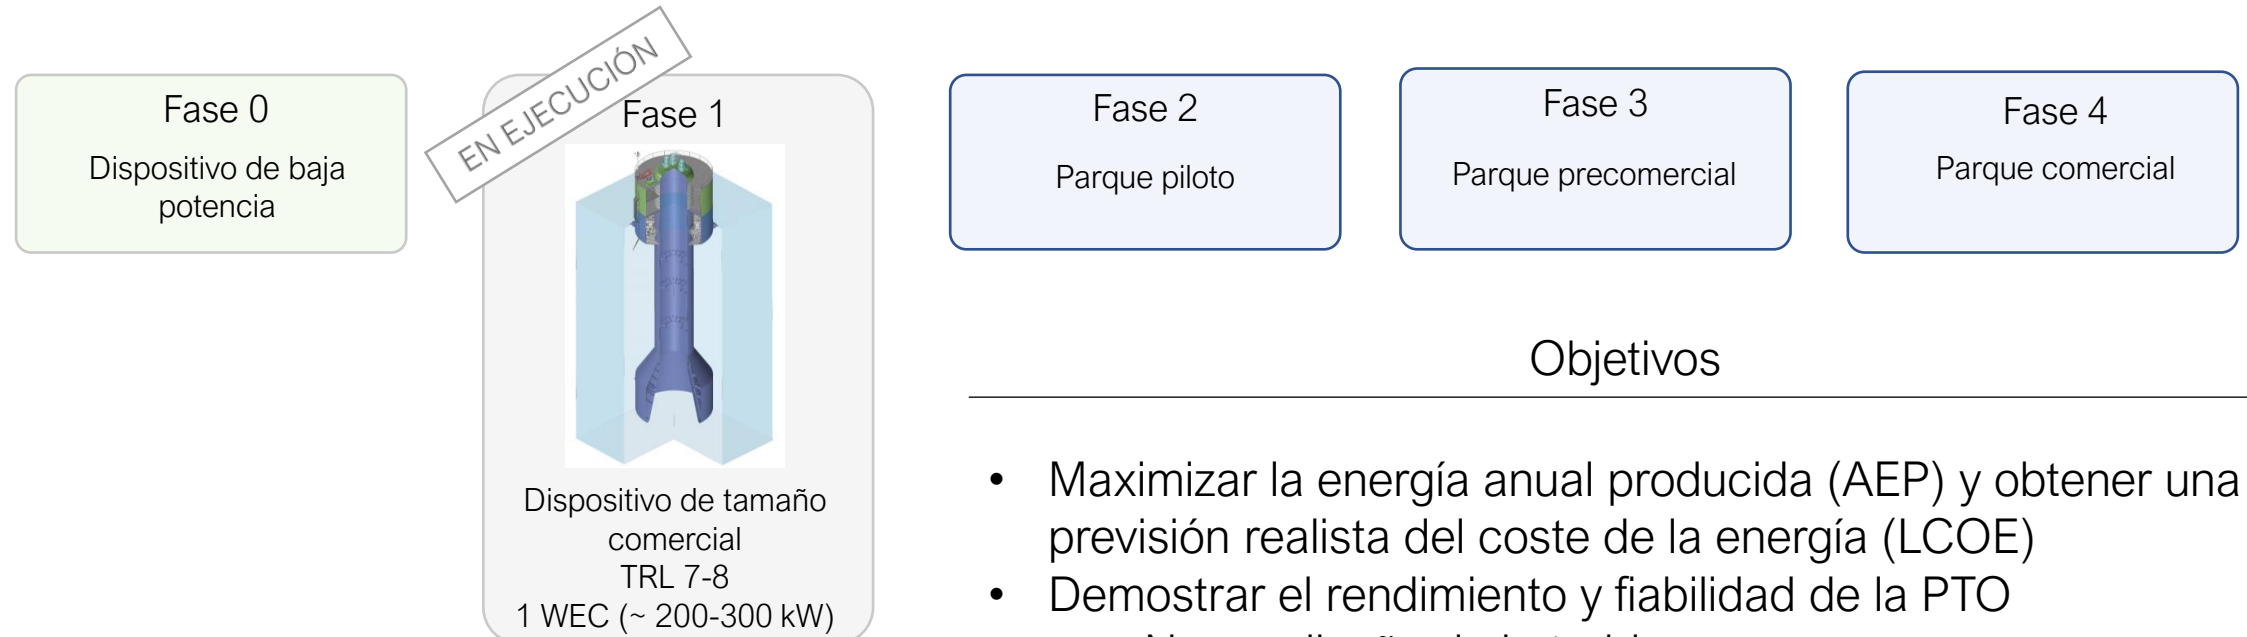 Fase 0
Dispositivo de baja
potencia
EN EJECUCIÓN
Fase 1
Dispositivo de tamaño
comercial
TRL 7-8
1 WEC (~ 200-300 kW)
Fase 2
Parque piloto
Fase 3
Parque precomercial
Fase 4
Parque comercial
Objetivos
• Maximizar la energía anual producida (AEP) y obtener una
previsión realista del coste de la energía (LCOE)
• Demostrar el rendimiento y fiabilidad de la PTO